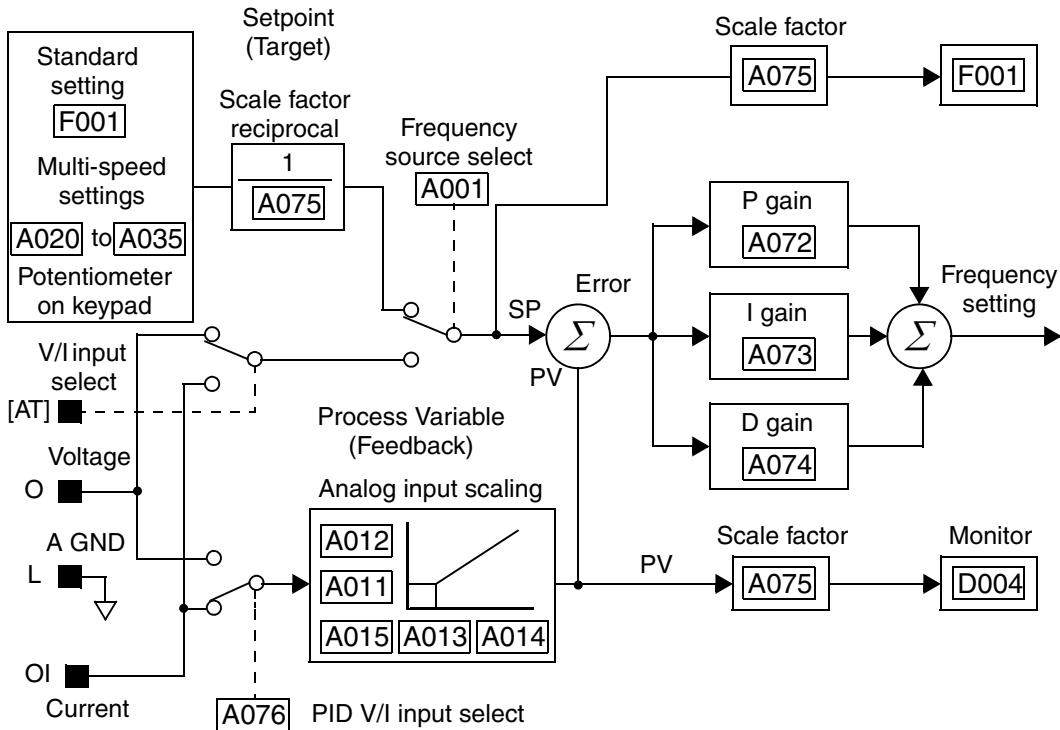 Setpoint
(Target)
Standard
setting
F001
Multi-speed
settings
A020 to A035
Potentiometer
on keypad
Scale factor
reciprocal
1
A075
Frequency
source select
A001
Scale factor
A075
F001
P gain
A072
I gain
A073
D gain
A074
SP
Error
Σ
PV
Σ
Frequency
setting
V/I input
select
[AT]
Voltage
O
A GND
L
OI
Current
Process Variable
(Feedback)
Analog input scaling
A012
A011
A015 A013 A014
A076 PID V/I input select
PV
Scale factor
A075
Monitor
D004